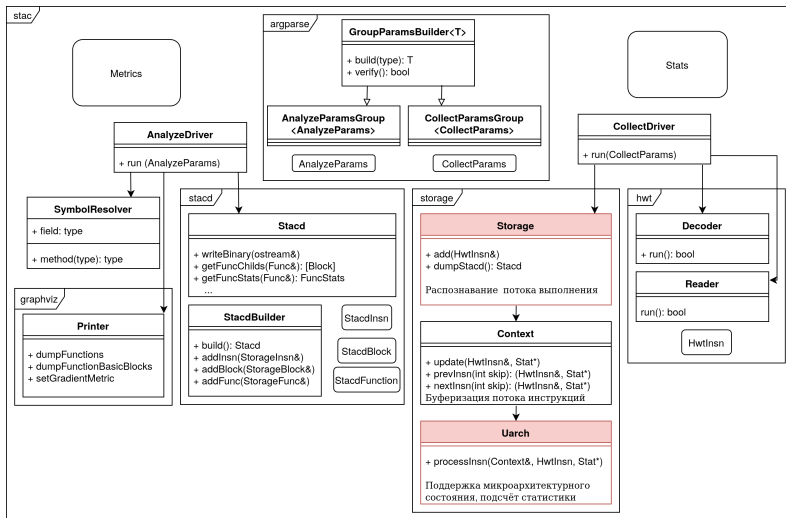 stac
Metrics
argparse
GroupParamsBuilder<T>
+ build(type): T
+ verify(): bool
AnalyzeParamsGroup
<AnalyzeParams>
CollectParamsGroup
<CollectParams>
AnalyzeParams
CollectParams
Stats
AnalyzeDriver
+ run (AnalyzeParams)
CollectDriver
+ run(CollectParams)
SymbolResolver
+ field: type
+ method(type): type
graphviz
Printer
+ dumpFunctions
+ dumpFunctionBasicBlocks
+ setGradientMetric
stacd
Stacd
+ writeBinary(ostream&)
+ getFuncChilds(Func&): [Block]
+ getFuncStats(Func&): FuncStats
...
StacdBuilder
+ build(): Stacd
+ addInsn(StorageInsn&)
+ addBlock(StorageBlock&)
+ addFunc(StorageFunc&)
StacdInsn
StacdBlock
StacdFunction
storage
Storage
+ add(HwtInsn&)
+ dumpStacd(): Stacd
Распознавание потока выполнения
Context
+ update(HwtInsn&, Stat*)
+ prevInsn(int skip): (HwtInsn&, Stat*)
+ nextInsn(int skip): (HwtInsn&, Stat*)
Буферизация потока инструкций
Uarch
+ processInsn(Context&, HwtInsn, Stat*)
Поддержка микроархитектурного
состояния, подсчёт статистики
hwt
Decoder
+ run(): bool
Reader
run(): bool
HwtInsn